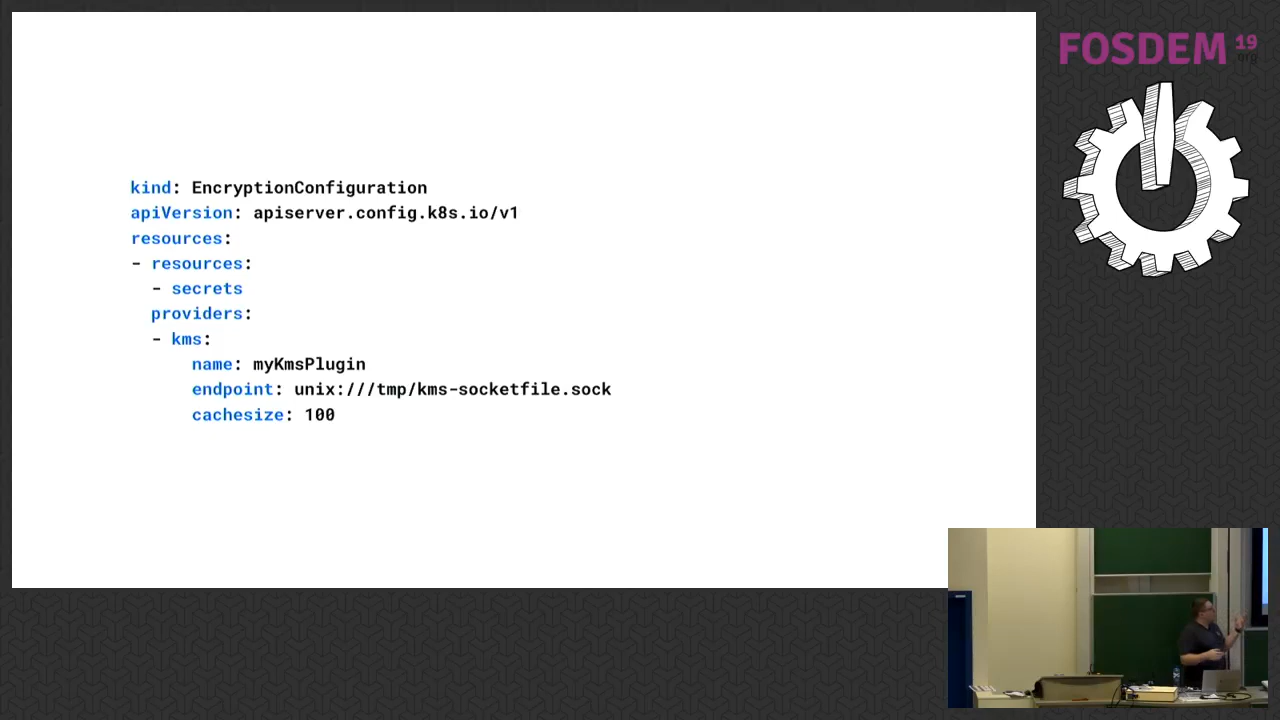 FOSDEM 19
.org
kind: EncryptionConfiguration
apiVersion: apiserver.config.k8s.io/v1
resources:
- resources:
  - secrets
  providers:
  - kms:
      name: myKmsPlugin
      endpoint: unix:///tmp/kms-socketfile.sock
      cachesize: 100